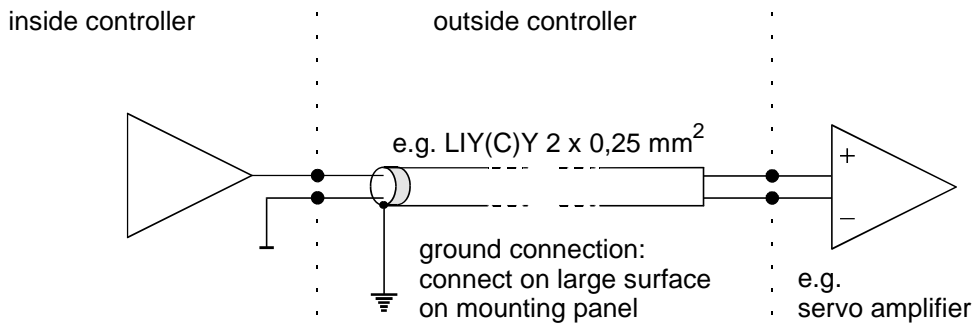 inside controller
outside controller
e.g. LIY(C)Y 2 x 0,25 mm²
+
−
ground connection:
connect on large surface
on mounting panel
e.g.
servo amplifier